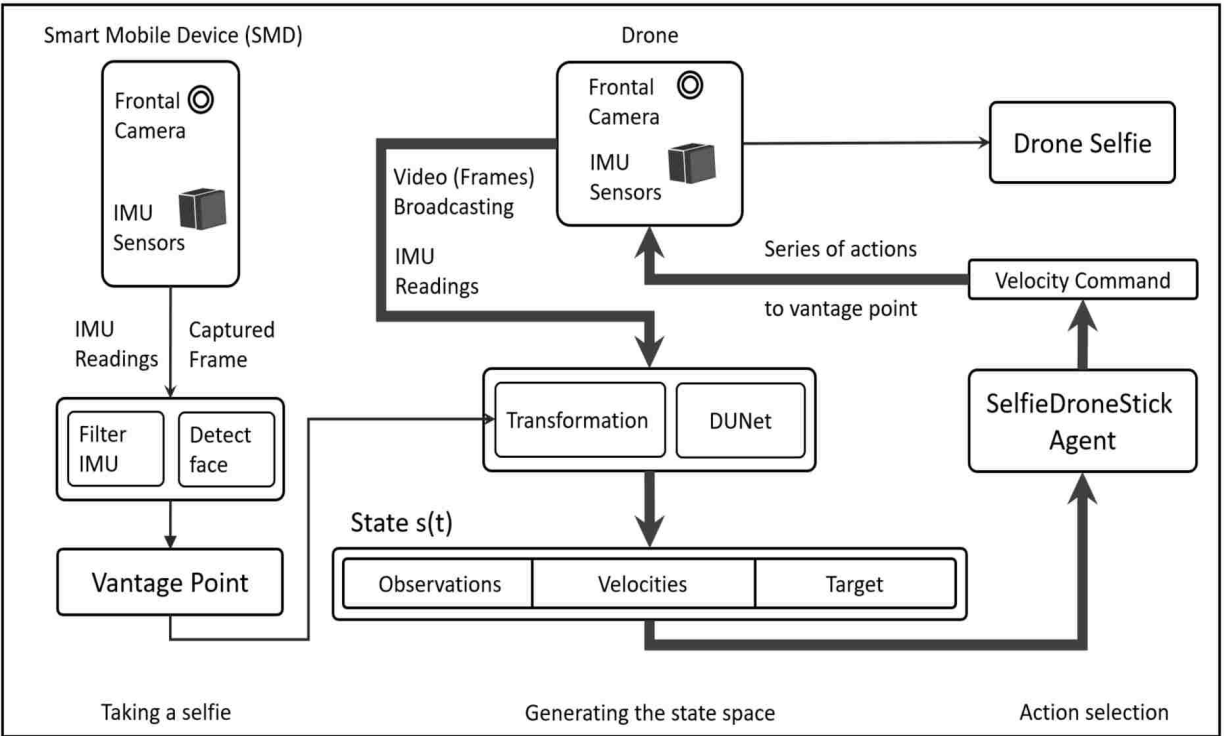 Smart Mobile Device (SMD)
Frontal
Camera
IMU
Sensors
IMU
Readings
Captured
Frame
Filter
IMU
Detect
face
Vantage Point
Taking a selfie
Drone
Frontal
Camera
IMU
Sensors
Drone Selfie
Video (Frames)
Broadcasting
IMU
Readings
Series of actions
to vantage point
Velocity Command
Transformation
DUNet
SelfieDroneStick
Agent
State s(t)
Observations
Velocities
Target
Generating the state space
Action selection